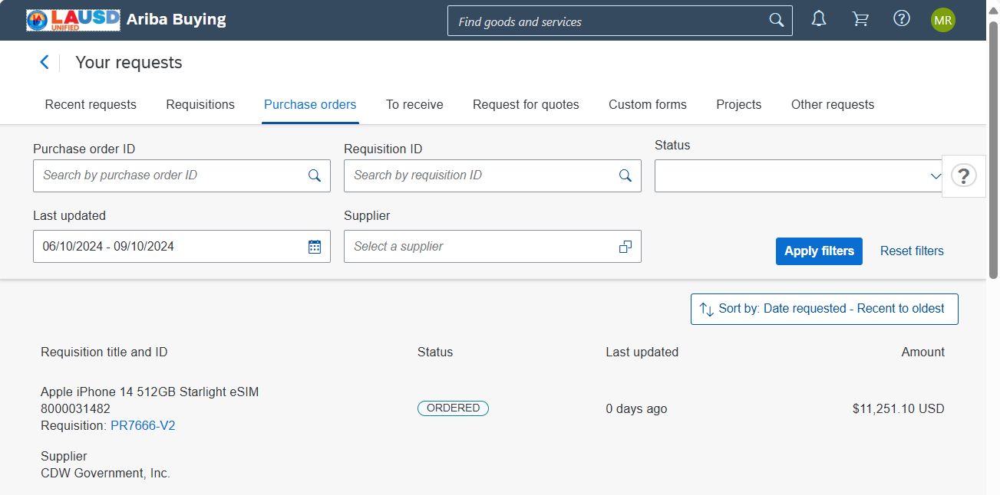 LAUSD
UNIFIED
Ariba Buying
Find goods and services
?
MR
Your requests
Recent requests Requisitions Purchase orders To receive Request for quotes Custom forms Projects Other requests
Purchase order ID Requisition ID Status
Search by purchase order ID Search by requisition ID
?
Last updated Supplier
06/10/2024 - 09/10/2024 Select a supplier
Apply filters Reset filters
Sort by: Date requested - Recent to oldest
Requisition title and ID Status Last updated Amount
Apple iPhone 14 512GB Starlight eSIM
8000031482 ORDERED 0 days ago $11,251.10 USD
Requisition: PR7666-V2
Supplier
CDW Government, Inc.